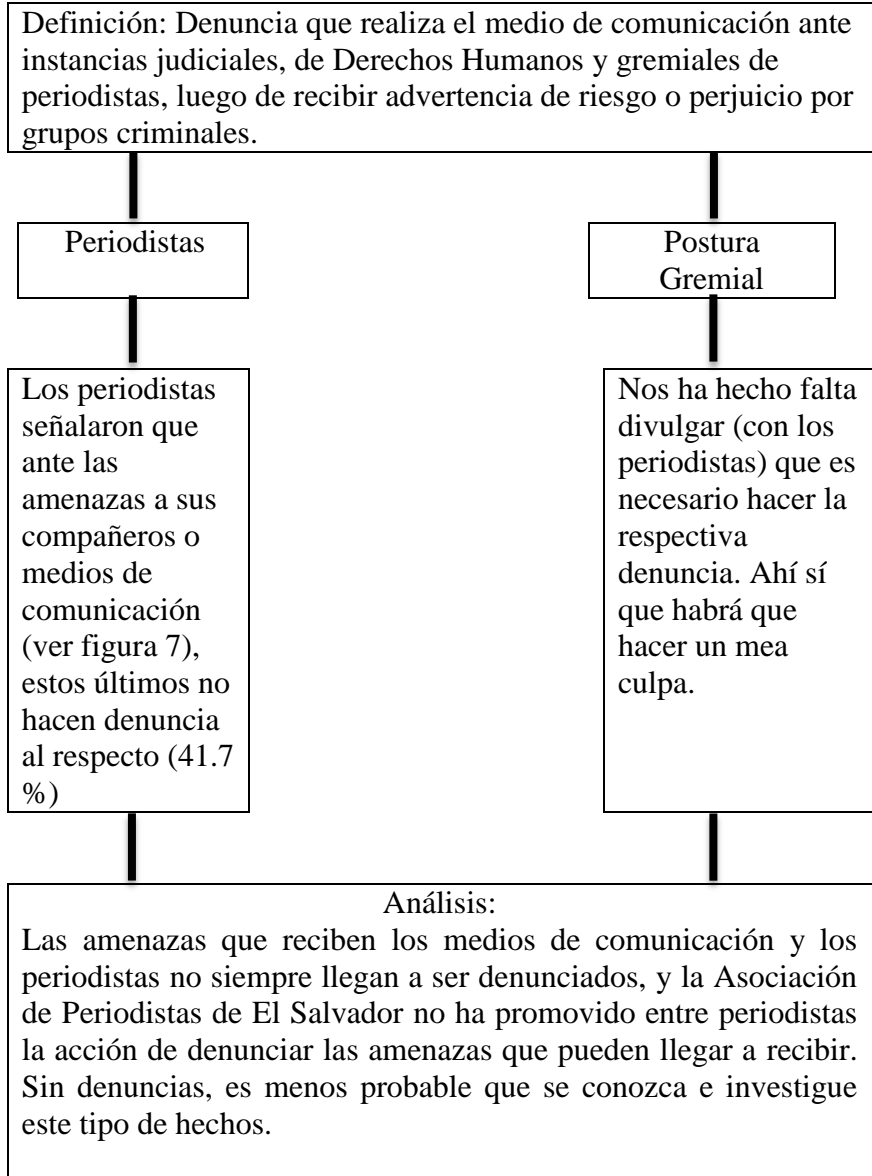 Definición: Denuncia que realiza el medio de comunicación ante
instancias judiciales, de Derechos Humanos y gremiales de
periodistas, luego de recibir advertencia de riesgo o perjuicio por
grupos criminales.
Periodistas
Postura
Gremial
Los periodistas
señalaron que
ante las
amenazas a sus
compañeros o
medios de
comunicación
(ver figura 7),
estos últimos no
hacen denuncia
al respecto (41.7
%)
Nos ha hecho falta
divulgar (con los
periodistas) que es
necesario hacer la
respectiva
denuncia. Ahí sí
que habrá que
hacer un mea
culpa.
Análisis:
Las amenazas que reciben los medios de comunicación y los
periodistas no siempre llegan a ser denunciados, y la Asociación
de Periodistas de El Salvador no ha promovido entre periodistas
la acción de denunciar las amenazas que pueden llegar a recibir.
Sin denuncias, es menos probable que se conozca e investigue
este tipo de hechos.